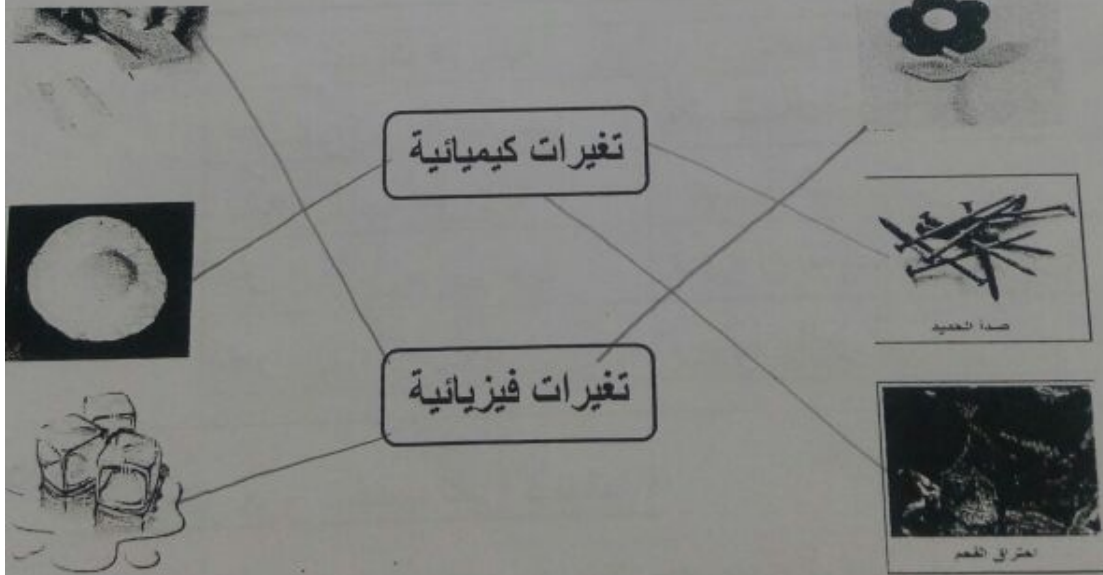 تغيرات كيميائية
صدأ الحديد
تغيرات فيزيائية
احتراق الفحم